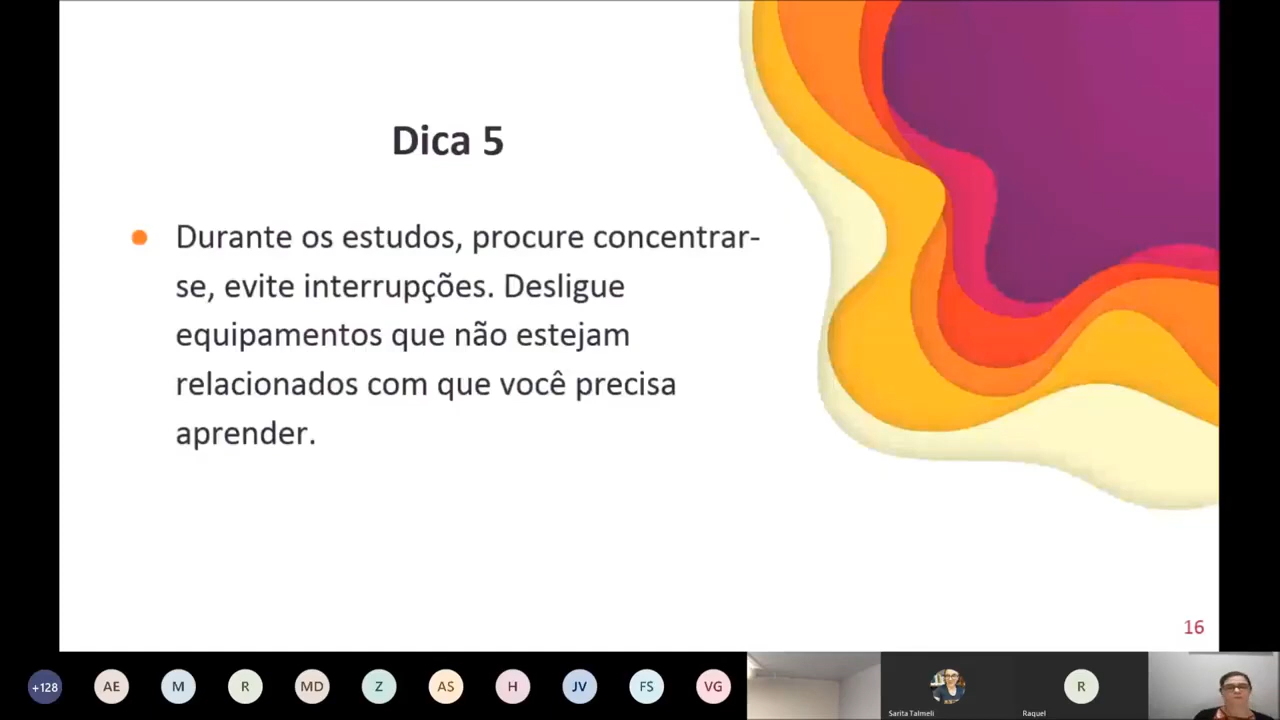 Dica 5
Durante os estudos, procure concentrar-
se, evite interrupções. Desligue
equipamentos que não estejam
relacionados com que você precisa
aprender.
16
+128
AE
M
R
MD
Z
AS
H
JV
FS
VG
R
Sarita Talmeli
Raquel